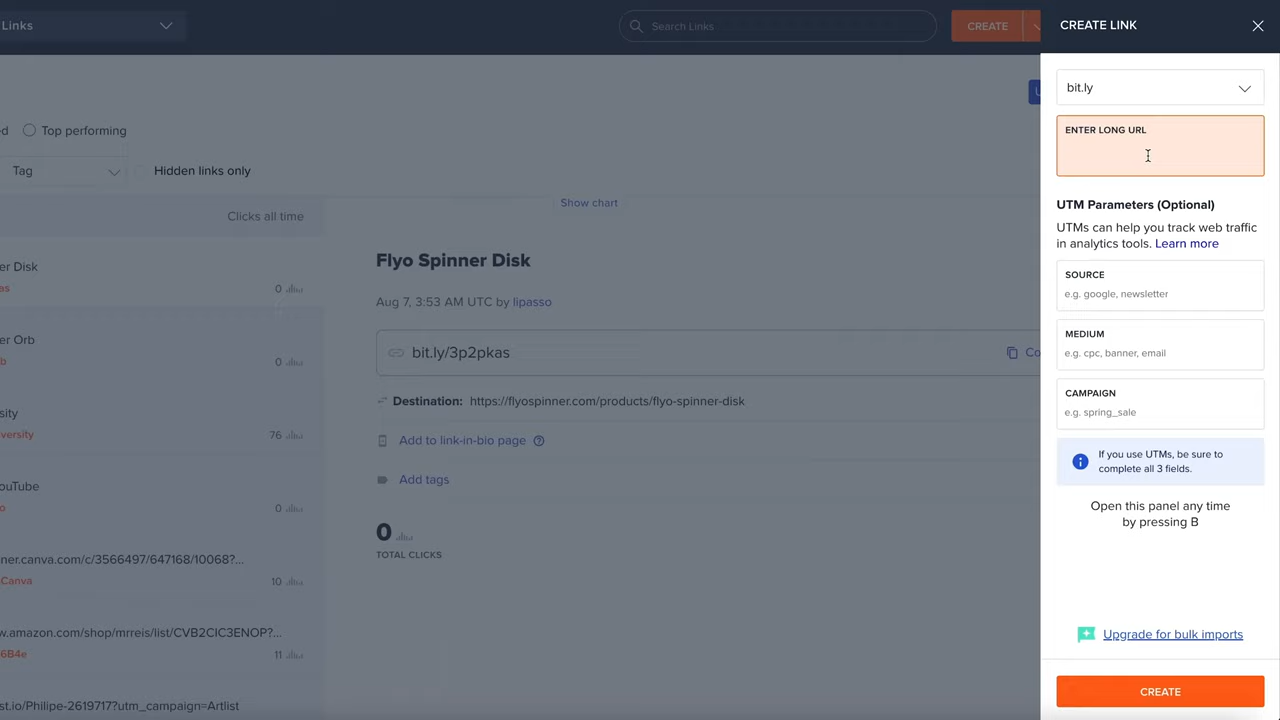 Links
Search Links
CREATE
CREATE LINK
d
Top performing
Tag
Hidden links only
Clicks all time
Show chart
er Disk
as
0
er Orb
b
0
sity
versity
76
ouTube
o
0
ner.canva.com/c/3566497/647168/10068?...
Canva
10
w.amazon.com/shop/mrreis/list/CVB2CIC3ENOP?...
6B4e
11
st.io/Philipe-2619717?utm_campaign=Artlist
Flyo Spinner Disk
Aug 7, 3:53 AM UTC by lipasso
bit.ly/3p2pkas
Co
Destination: https://flyospinner.com/products/flyo-spinner-disk
Add to link-in-bio page ?
Add tags
0
TOTAL CLICKS
bit.ly
ENTER LONG URL
UTM Parameters (Optional)
UTMs can help you track web traffic
in analytics tools. Learn more
SOURCE
e.g. google, newsletter
MEDIUM
e.g. cpc, banner, email
CAMPAIGN
e.g. spring_sale
If you use UTMs, be sure to
complete all 3 fields.
Open this panel any time
by pressing B
Upgrade for bulk imports
CREATE